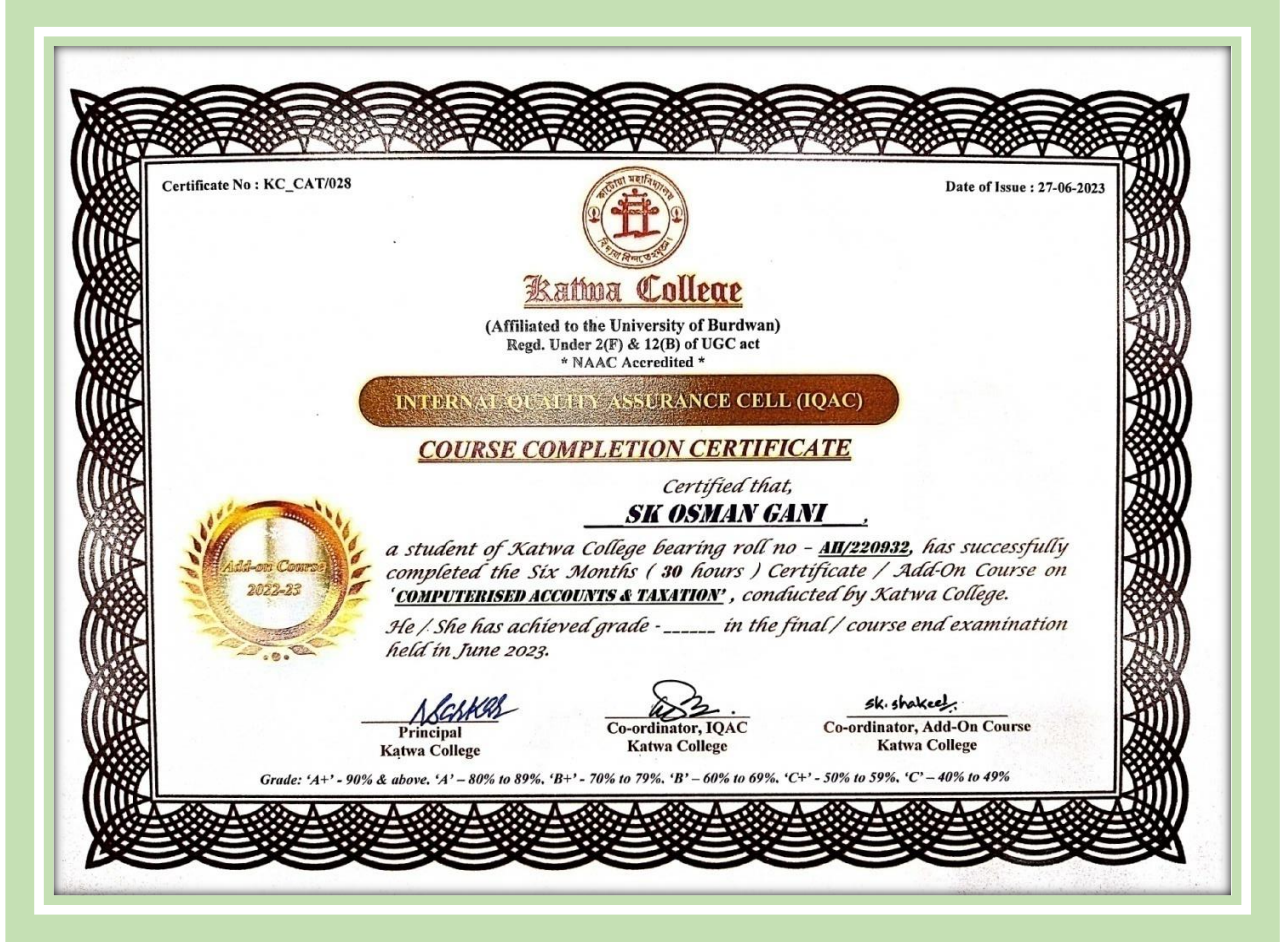 Certificate No : KC_CAT/028
Date of Issue : 27-06-2023
কাটোয়া মহাবিদ্যালয়
Katwa College
(Affiliated to the University of Burdwan)
Regd. Under 2(F) & 12(B) of UGC act
* NAAC Accredited *
INTERNAL QUALITY ASSURANCE CELL (IQAC)
COURSE COMPLETION CERTIFICATE
Certified that,
SK OSMAN GANI ,
a student of Katwa College bearing roll no - AII/220932, has successfully
completed the Six Months ( 30 hours ) Certificate / Add-On Course on
'COMPUTERISED ACCOUNTS & TAXATION' , conducted by Katwa College.
He / She has achieved grade - ______ in the final / course end examination
held in June 2023.
Add-on Course
2022-23
sk. shakeel.
Principal
Katwa College
Co-ordinator, IQAC
Katwa College
Co-ordinator, Add-On Course
Katwa College
Grade: 'A+' - 90% & above, 'A' – 80% to 89%, 'B+' - 70% to 79%, 'B' – 60% to 69%, 'C+' - 50% to 59%, 'C' – 40% to 49%